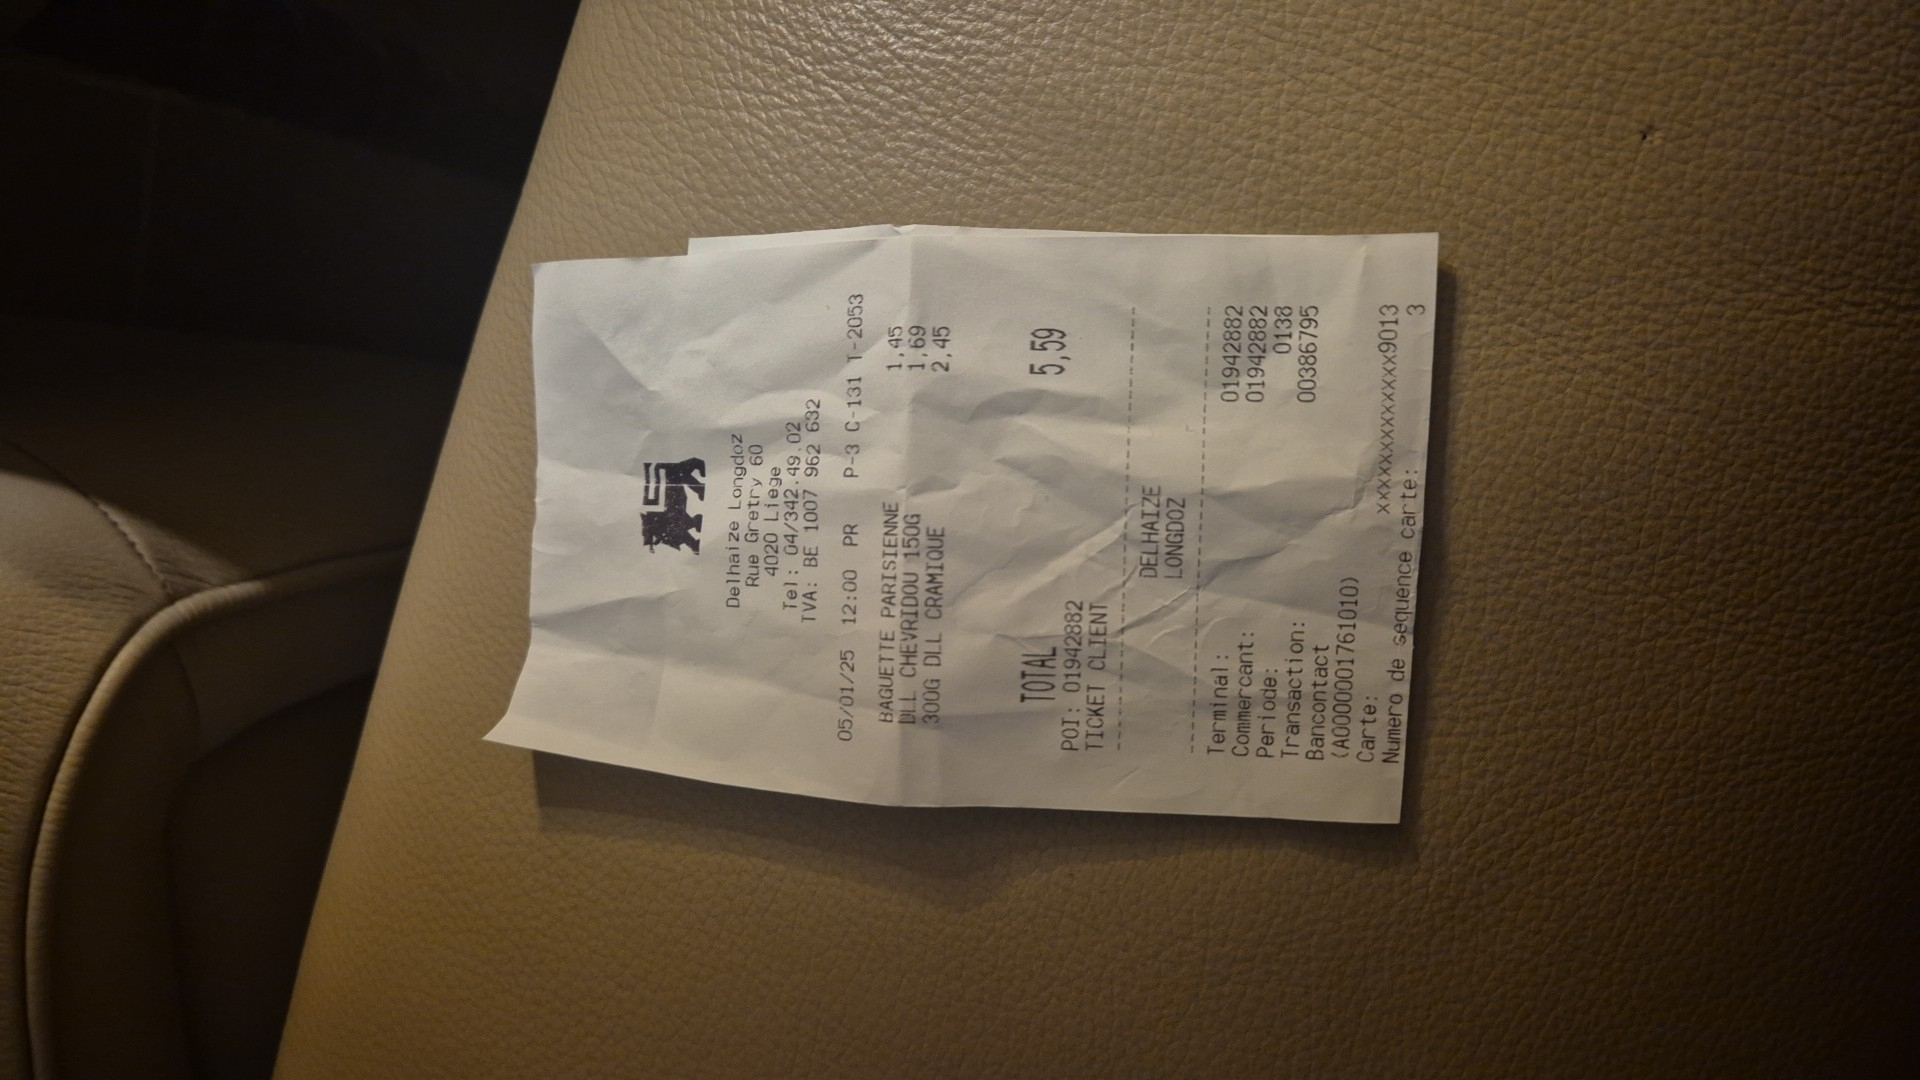 Delhaize Longdoz
Rue Gretry 60
4020 Liege
Tel: 04/342.49.02
TVA: BE 1007 962 632
05/01/25 12:00 PR P-3 C-131 T-2053
BAGUETTE PARISIENNE 1,45
DLL CHEVRIDOU 150G 1,69
300G DLL CRAMIQUE 2,45
TOTAL 5,59
POI: 01942882
TICKET CLIENT
DELHAIZE
LONGDOZ
Terminal: 01942882
Commercant: 01942882
Periode: 0138
Transaction: 00386795
Bancontact
(A0000001761010)
Carte: xxxxxxxxxxxxx9013
Numero de sequence carte: 3